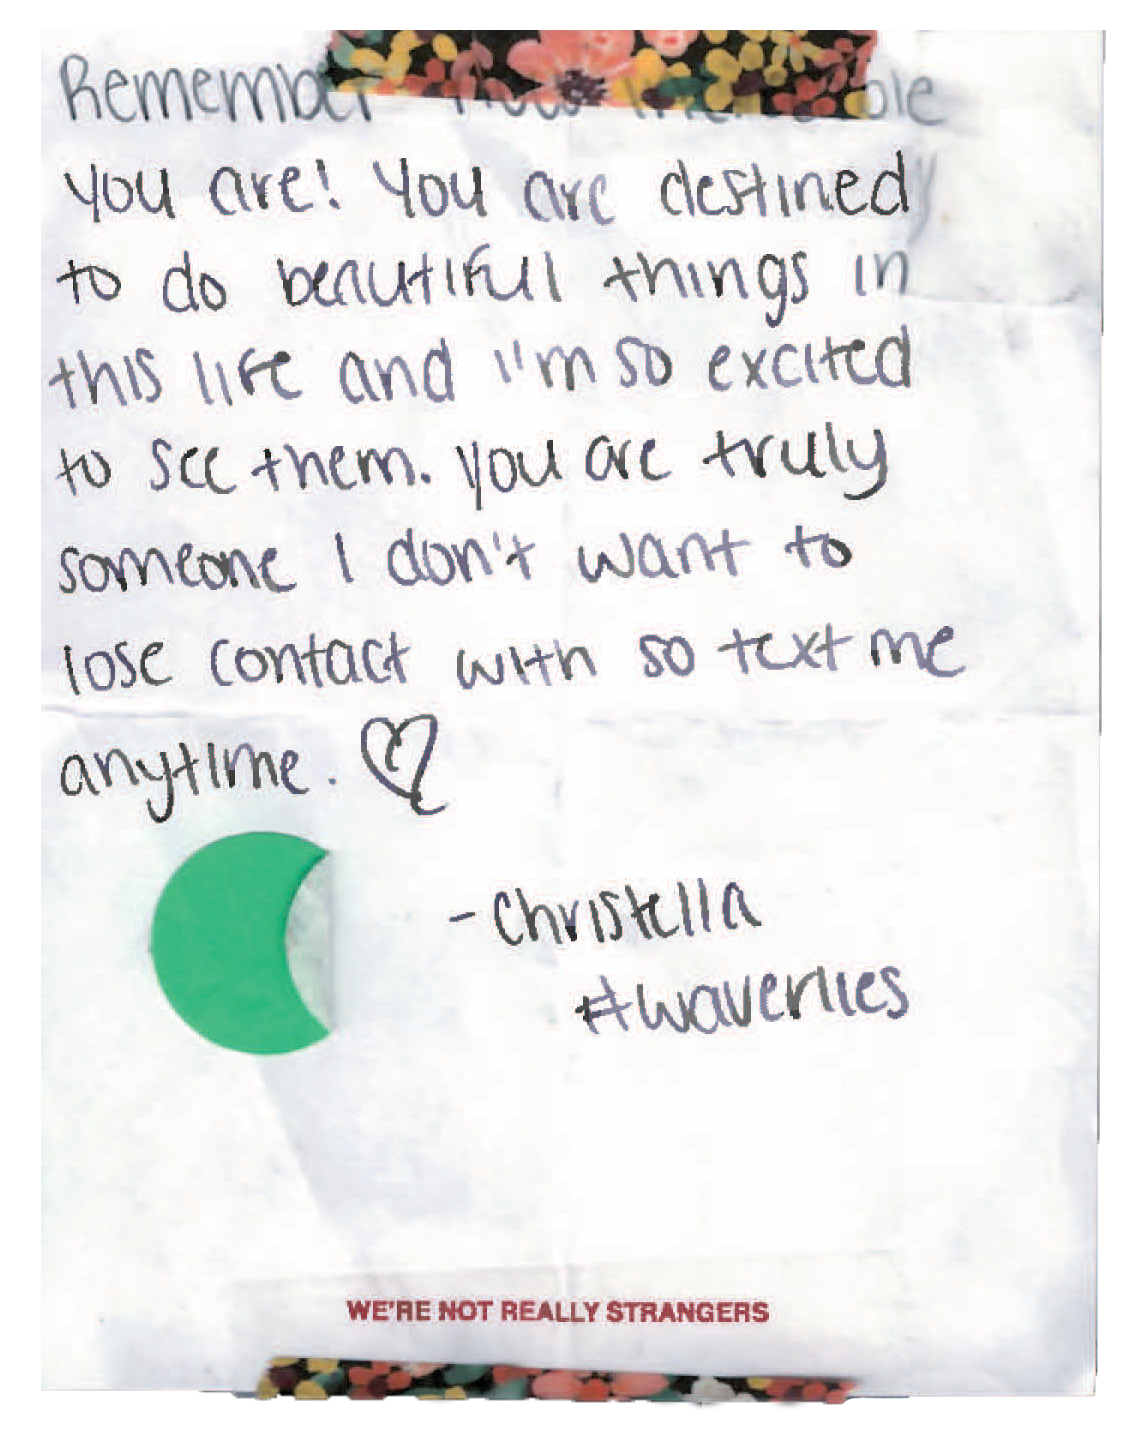 Remember how incredible
you are! You are destined
to do beautiful things in
this life and I'm so excited
to see them. you are truly
someone I don't want to
lose contact with so text me
anytime. ♡
- Christella
#waverlies
WE'RE NOT REALLY STRANGERS